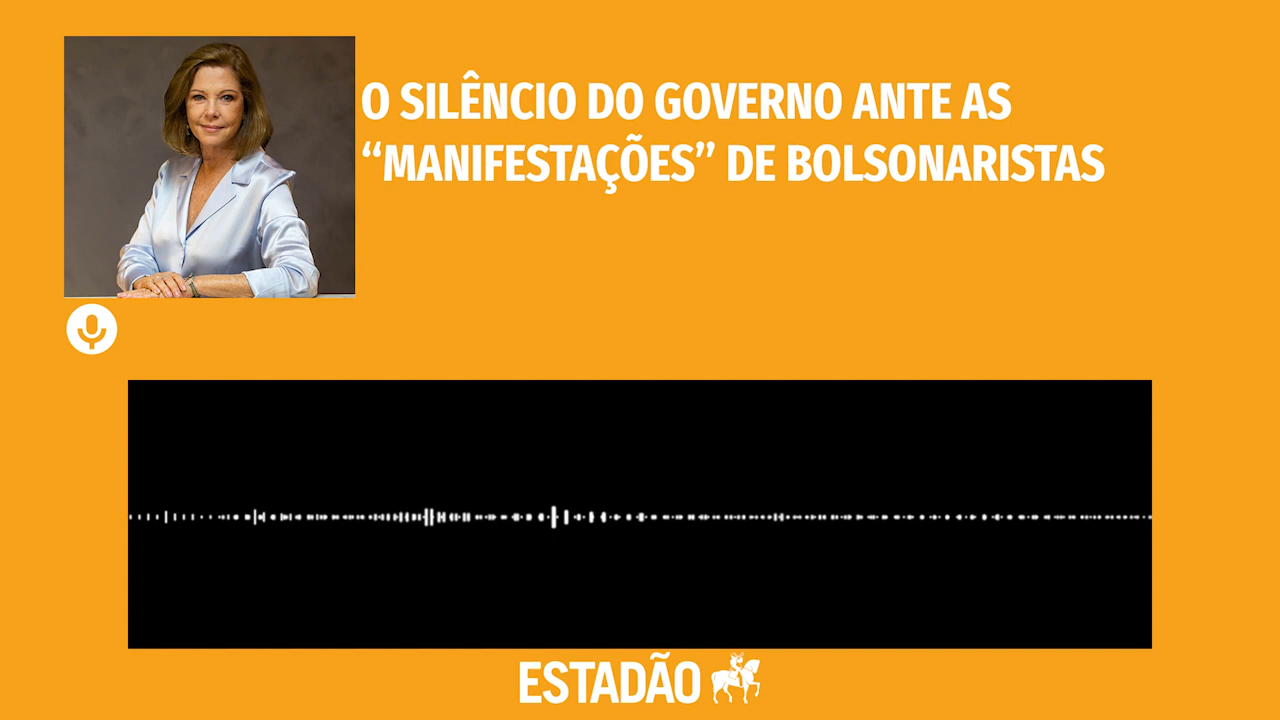 O SILÊNCIO DO GOVERNO ANTE AS
“MANIFESTAÇÕES” DE BOLSONARISTAS
ESTADÃO